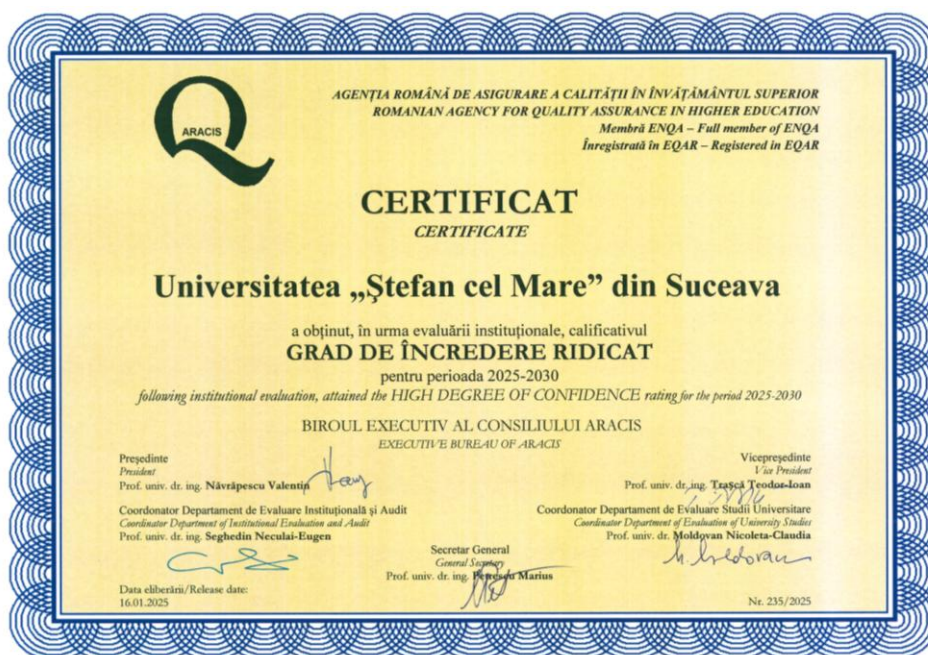 ARACIS
AGENȚIA ROMÂNĂ DE ASIGURARE A CALITĂȚII ÎN ÎNVĂȚĂMÂNTUL SUPERIOR
ROMANIAN AGENCY FOR QUALITY ASSURANCE IN HIGHER EDUCATION
Membră ENQA – Full member of ENQA
Înregistrată în EQAR – Registered in EQAR
CERTIFICAT
CERTIFICATE
Universitatea „Ștefan cel Mare” din Suceava
a obținut, în urma evaluării instituționale, calificativul
GRAD DE ÎNCREDERE RIDICAT
pentru perioada 2025-2030
following institutional evaluation, attained the HIGH DEGREE OF CONFIDENCE rating for the period 2025-2030
BIROUL EXECUTIV AL CONSILIULUI ARACIS
EXECUTIVE BUREAU OF ARACIS
Președinte
President
Prof. univ. dr. ing. Năvrăpescu Valentin
Vicepreședinte
Vice President
Prof. univ. dr. ing. Trașcă Teodor-Ioan
Coordonator Departament de Evaluare Instituțională și Audit
Coordinator Department of Institutional Evaluation and Audit
Prof. univ. dr. ing. Seghedin Neculai-Eugen
Coordonator Departament de Evaluare Studii Universitare
Coordinator Department of Evaluation of University Studies
Prof. univ. dr. Moldovan Nicoleta-Claudia
Secretar General
General Secretary
Prof. univ. dr. ing. Petrescu Marius
Data eliberării/Release date:
16.01.2025
Nr. 235/2025